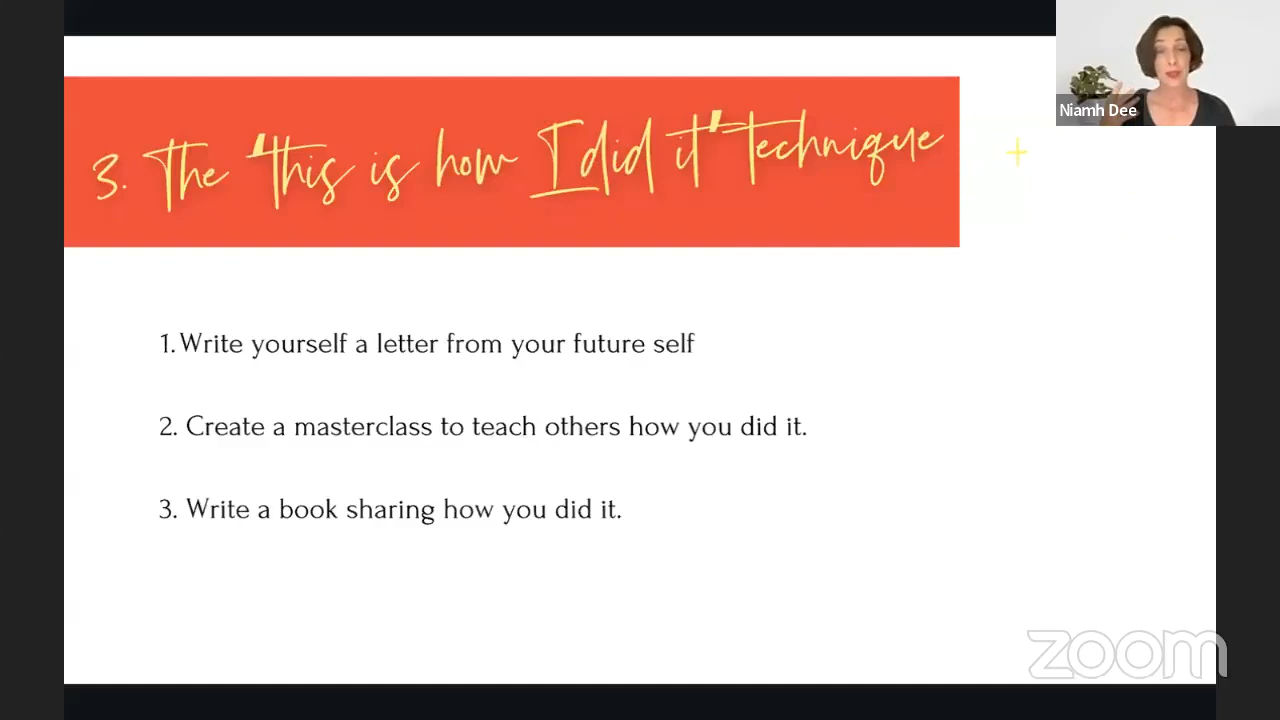 Niamh Dee
3. The "this is how I did it" technique
1. Write yourself a letter from your future self
2. Create a masterclass to teach others how you did it.
3. Write a book sharing how you did it.
zoom